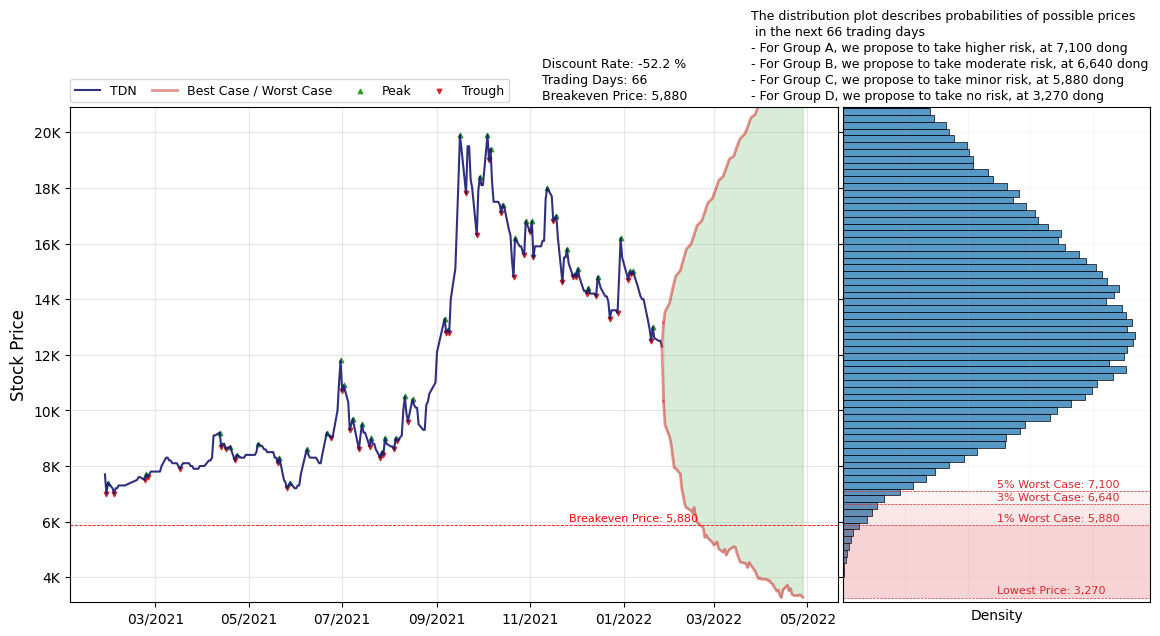 The distribution plot describes probabilities of possible prices
in the next 66 trading days
- For Group A, we propose to take higher risk, at 7,100 dong
- For Group B, we propose to take moderate risk, at 6,640 dong
- For Group C, we propose to take minor risk, at 5,880 dong
- For Group D, we propose to take no risk, at 3,270 dong
Discount Rate: -52.2 %
Trading Days: 66
Breakeven Price: 5,880
TDN
Best Case / Worst Case
Peak
Trough
Stock Price
20K
18K
16K
14K
12K
10K
8K
6K
4K
Breakeven Price: 5,880
5% Worst Case: 7,100
3% Worst Case: 6,640
1% Worst Case: 5,880
Lowest Price: 3,270
03/2021
05/2021
07/2021
09/2021
11/2021
01/2022
03/2022
05/2022
Density